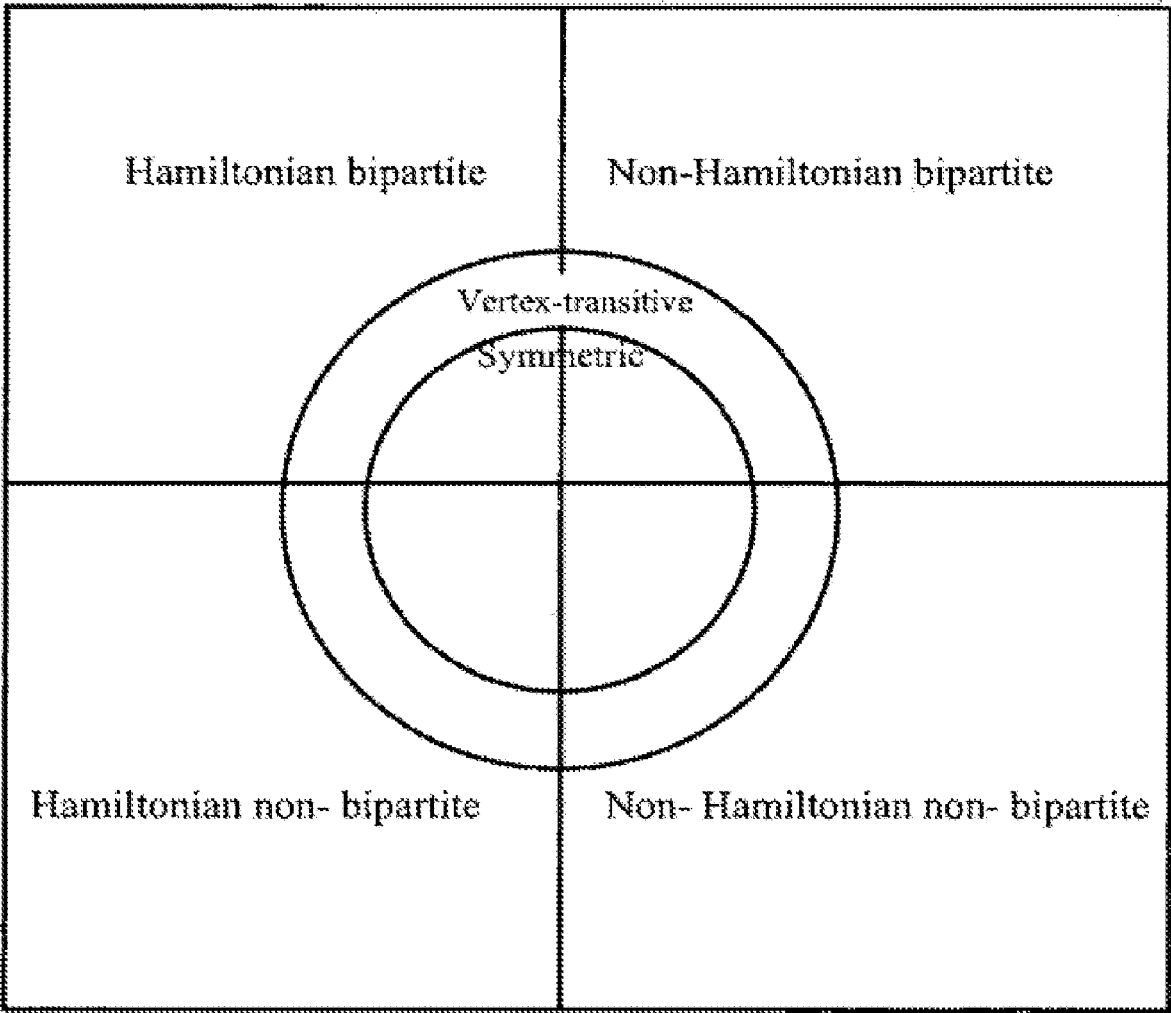 Hamiltonian bipartite
Non-Hamiltonian bipartite
Vertex-transitive
Symmetric
Hamiltonian non- bipartite
Non- Hamiltonian non- bipartite